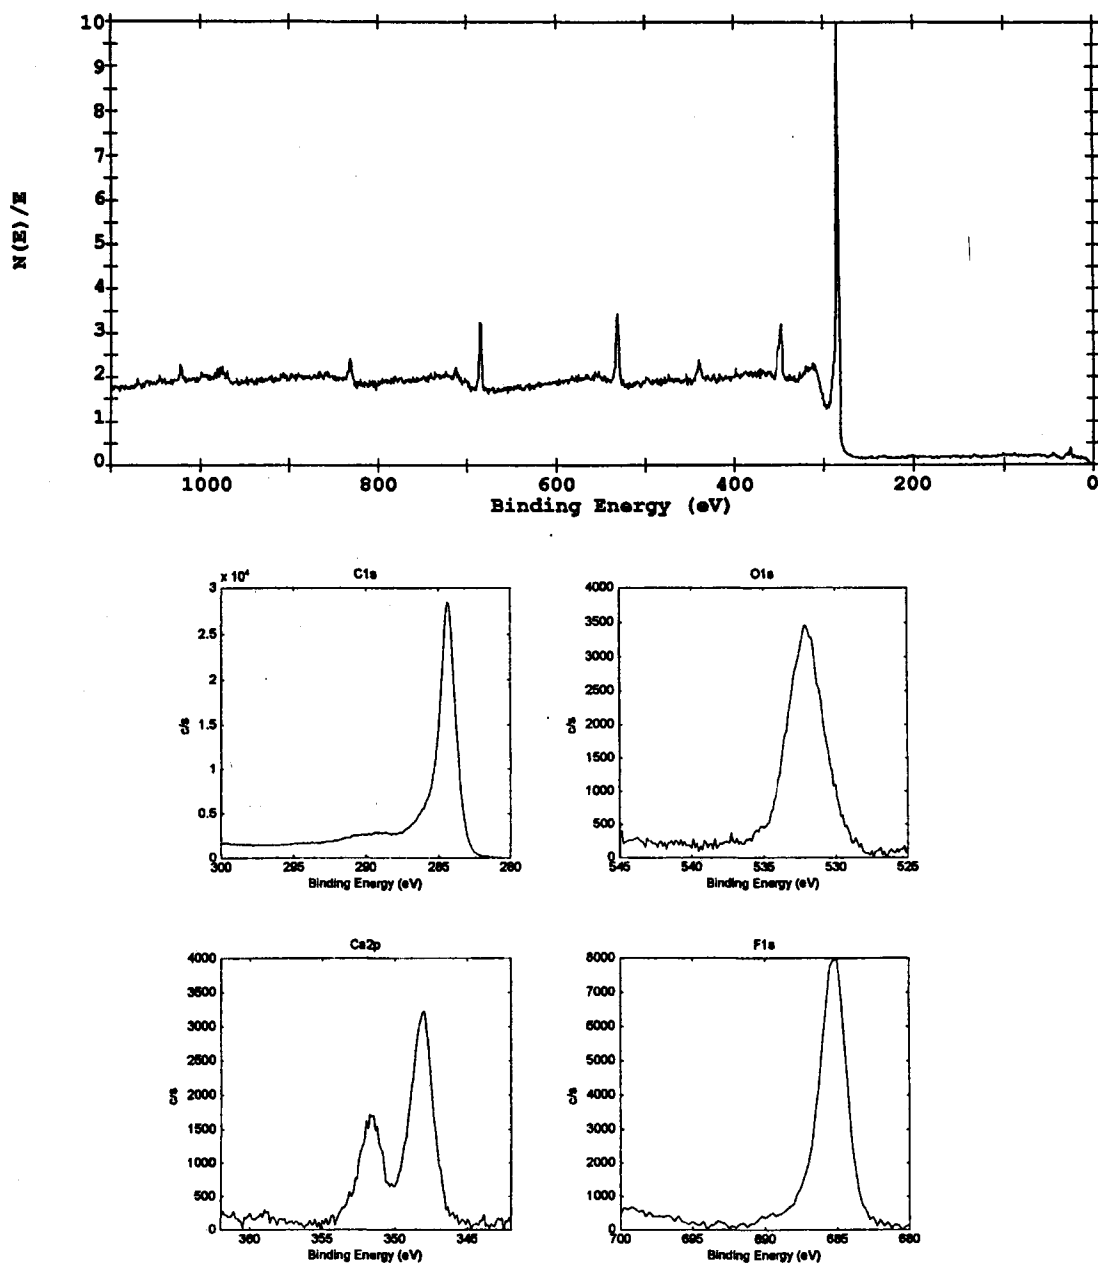 10
9
8
7
6
5
4
3
2
1
0
N(E)/E
1000 800 600 400 200 0
Binding Energy (eV)
C1s
x 10⁴
3
2.5
2
1.5
1
0.5
0
c/s
300 295 290 285 280
Binding Energy (eV)
O1s
4000
3500
3000
2500
2000
1500
1000
500
0
c/s
545 540 535 530 525
Binding Energy (eV)
Ca2p
4000
3500
3000
2500
2000
1500
1000
500
0
c/s
360 355 350 345
Binding Energy (eV)
F1s
8000
7000
6000
5000
4000
3000
2000
1000
0
c/s
700 695 690 685 680
Binding Energy (eV)